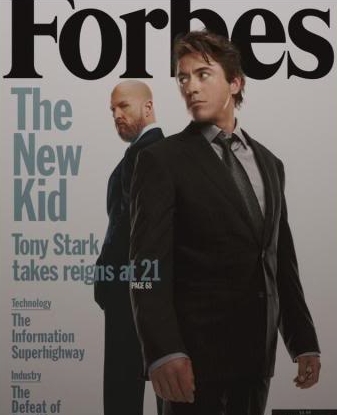 Forbes
The
New
Kid
Tony Stark
takes reigns at 21
PAGE 68
Technology
The
Information
Superhighway
Industry
The
Defeat of